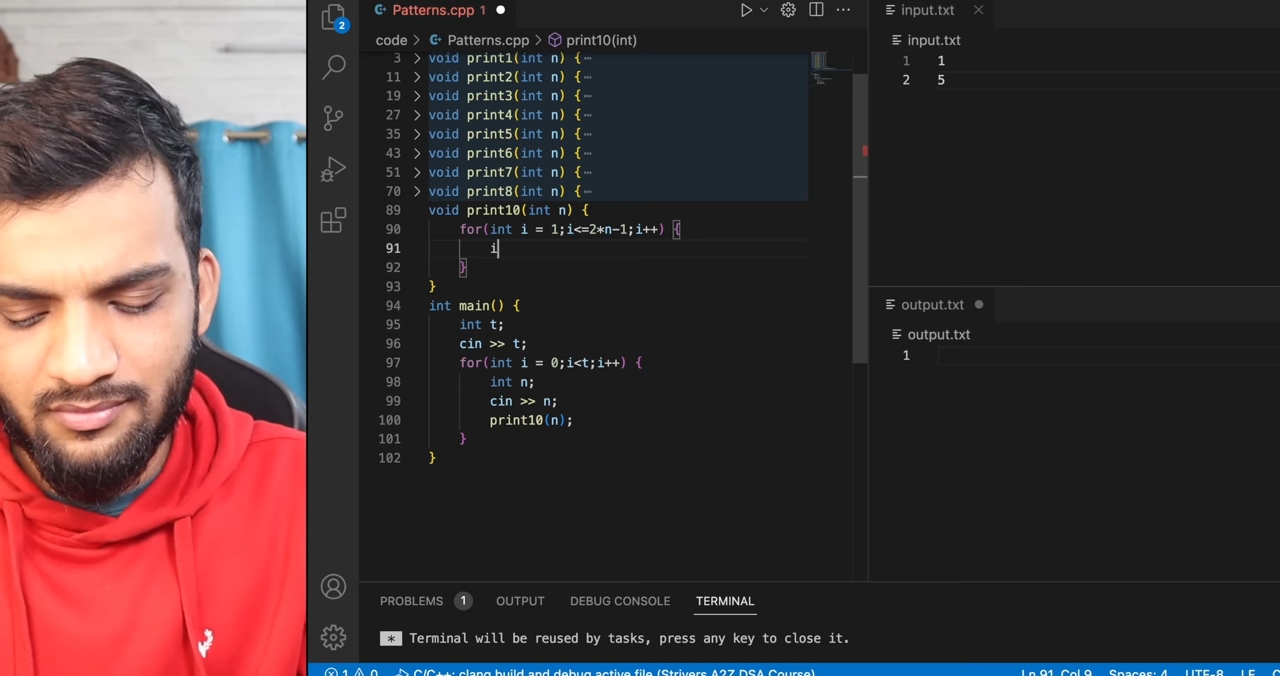 2
Patterns.cpp 1
code > Patterns.cpp > print10(int)
3 void print1(int n) {
11 void print2(int n) {
19 void print3(int n) {
27 void print4(int n) {
35 void print5(int n) {
43 void print6(int n) {
51 void print7(int n) {
70 void print8(int n) {
89 void print10(int n) {
90 for(int i = 1;i<=2*n-1;i++) {
91 i
92 }
93 }
94 int main() {
95 int t;
96 cin >> t;
97 for(int i = 0;i<t;i++) {
98 int n;
99 cin >> n;
100 print10(n);
101 }
102 }
input.txt
input.txt
1 1
2 5
output.txt
output.txt
1
PROBLEMS 1 OUTPUT DEBUG CONSOLE TERMINAL
* Terminal will be reused by tasks, press any key to close it.
1 0 C/C++: clang build and debug active file (Strivers A2Z DSA Course) Ln 91, Col 9 Spaces: 4 UTF-8 LF